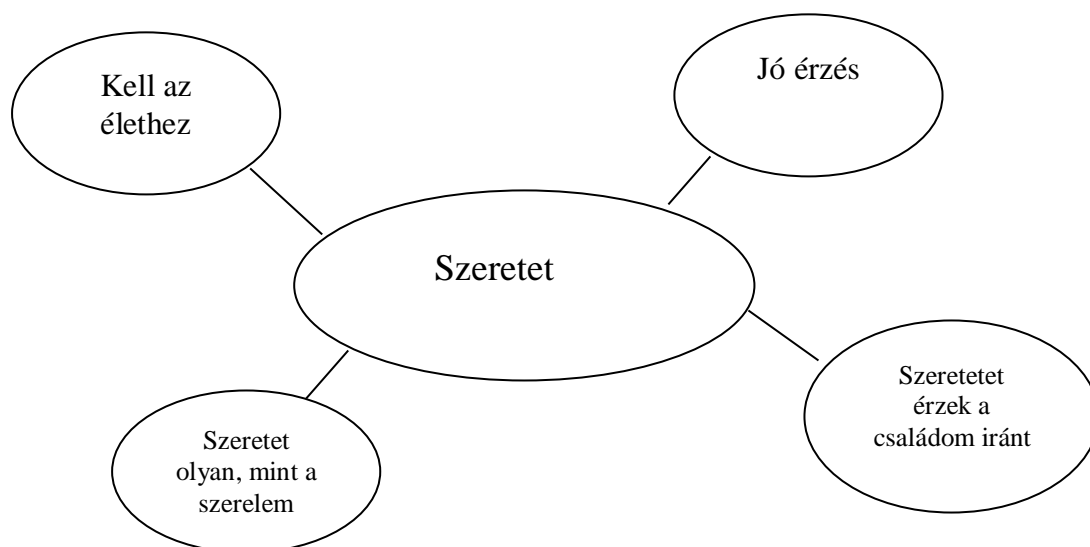 Kell az
élethez
Jó érzés
Szeretet
Szeretetet
érzek a
családom iránt
Szeretet
olyan, mint a
szerelem